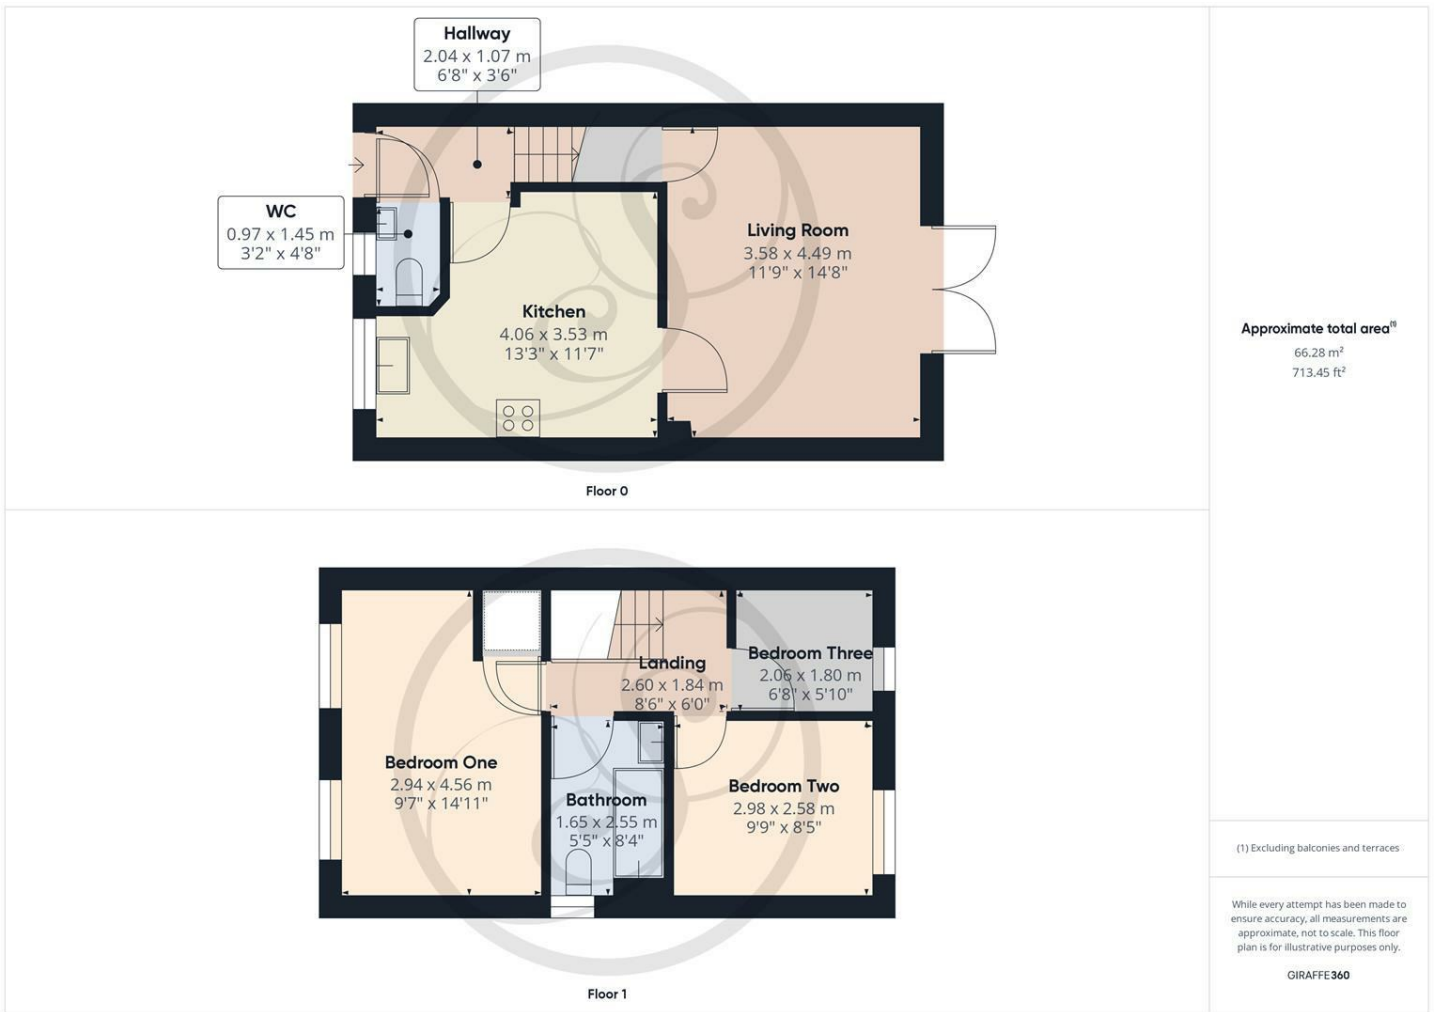 Hallway
2.04 x 1.07 m
6'8" x 3'6"
WC
0.97 x 1.45 m
3'2" x 4'8"
Kitchen
4.06 x 3.53 m
13'3" x 11'7"
Living Room
3.58 x 4.49 m
11'9" x 14'8"
Floor 0
Bedroom One
2.94 x 4.56 m
9'7" x 14'11"
Landing
2.60 x 1.84 m
8'6" x 6'0"
Bedroom Three
2.06 x 1.80 m
6'8" x 5'10"
Bathroom
1.65 x 2.55 m
5'5" x 8'4"
Bedroom Two
2.98 x 2.58 m
9'9" x 8'5"
Floor 1
Approximate total area⁽¹⁾
66.28 m²
713.45 ft²
(1) Excluding balconies and terraces
While every attempt has been made to
ensure accuracy, all measurements are
approximate, not to scale. This floor
plan is for illustrative purposes only.
GIRAFFE360